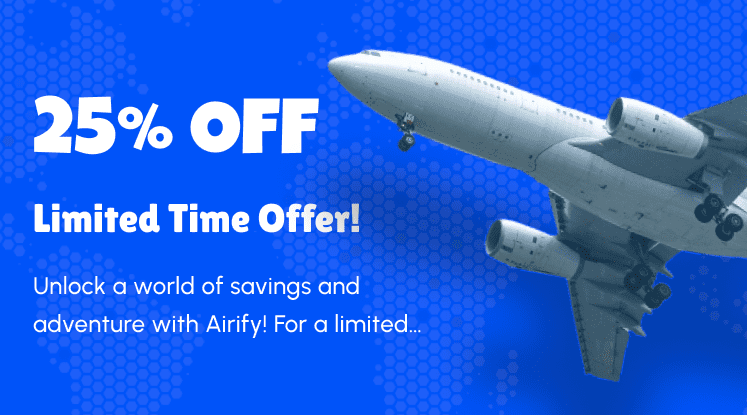 25% OFF
Limited Time Offer!
Unlock a world of savings and
adventure with Airify! For a limited...